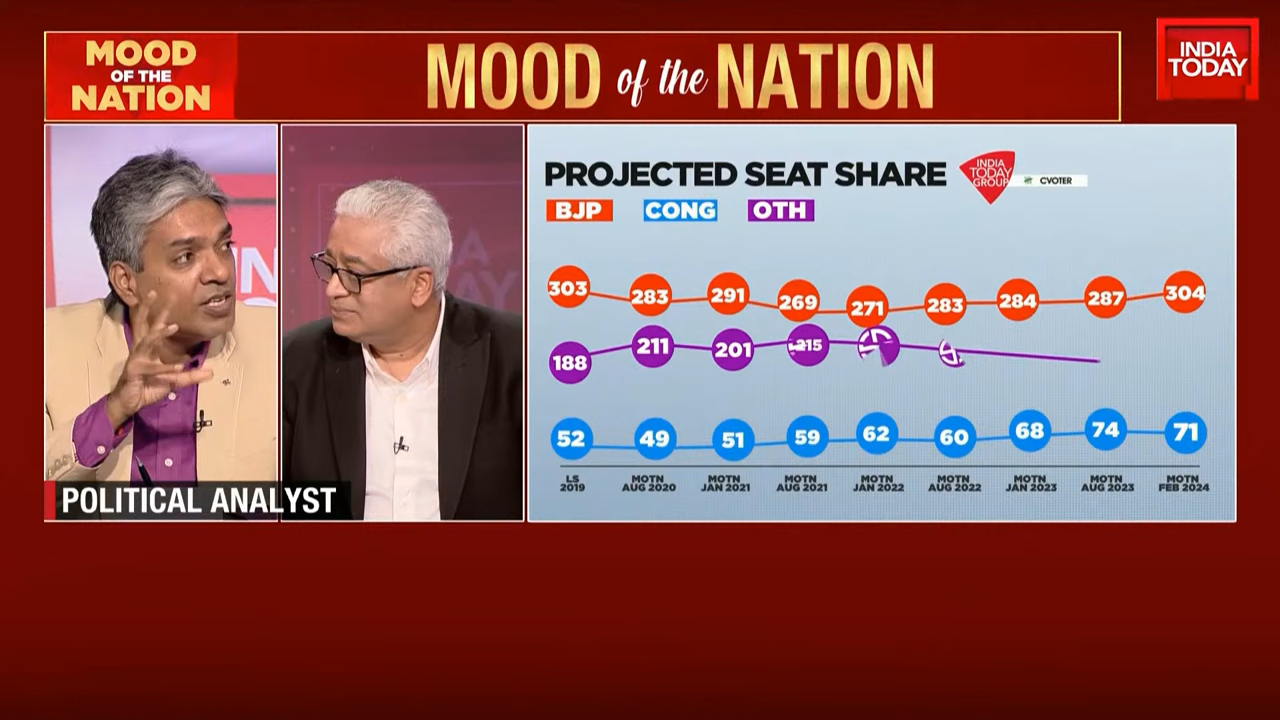 MOOD
OF THE
NATION
MOOD of the NATION
INDIA
TODAY
PROJECTED SEAT SHARE
INDIA
TODAY
GROUP
CVOTER
BJP CONG OTH
303 283 291 269 271 283 284 287 304
188 211 201 215
52 49 51 59 62 60 68 74 71
LS
2019
MOTN
AUG 2020
MOTN
JAN 2021
MOTN
AUG 2021
MOTN
JAN 2022
MOTN
AUG 2022
MOTN
JAN 2023
MOTN
AUG 2023
MOTN
FEB 2024
POLITICAL ANALYST